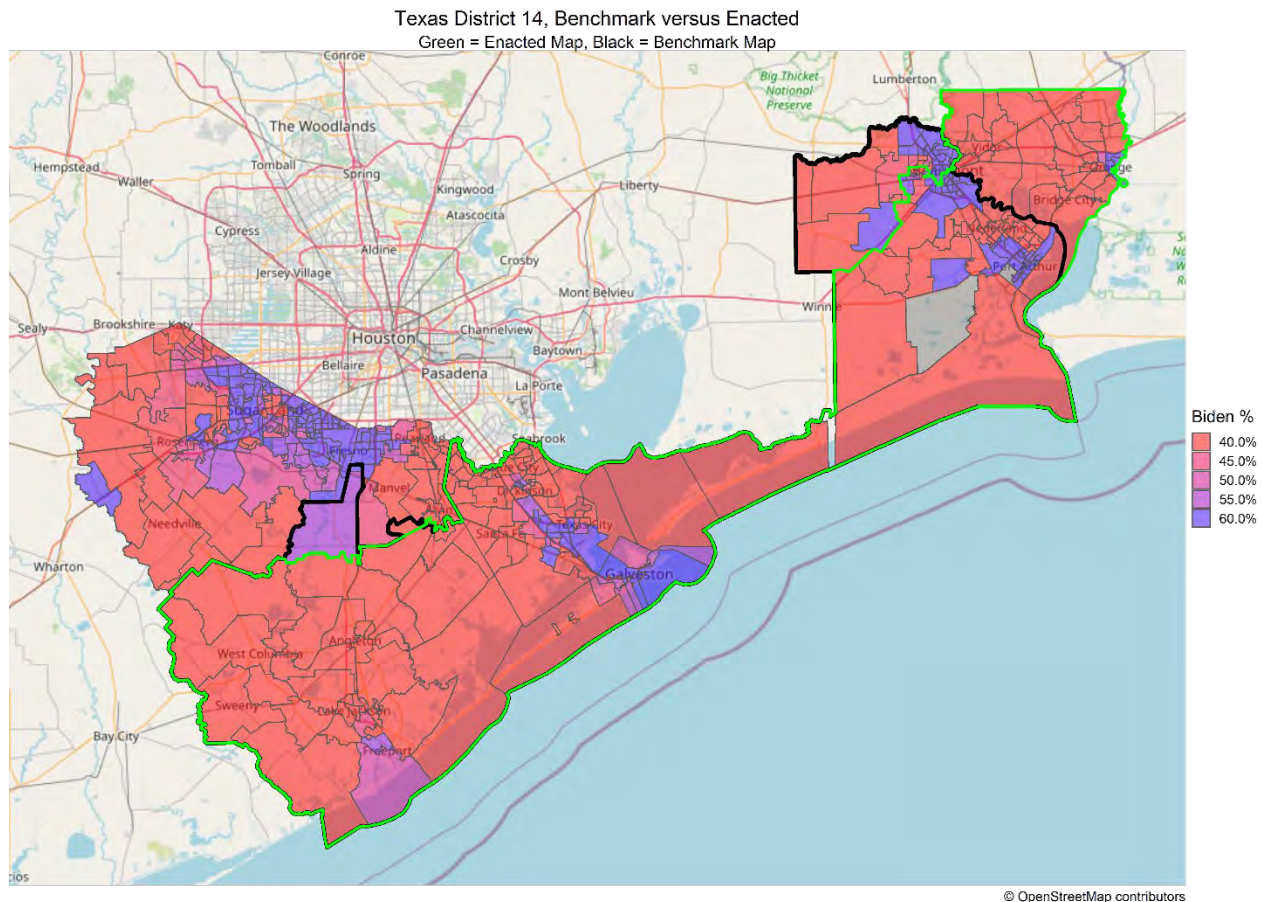 Texas District 14, Benchmark versus Enacted
Green = Enacted Map, Black = Benchmark Map
Conroe
Big Thicket
National
Preserve
Lumberton
The Woodlands
Hempstead
Tomball
Waller
Spring
Vidor
Orange
Kingwood
Liberty
Atascocita
Bridge City
Cypress
Aldine
Nederland
Crosby
Jersey Village
Port Arthur
Mont Belvieu
Winnie
Sealy
Brookshire
Katy
Houston
Channelview
Baytown
Bellaire
Pasadena
La Porte
Sugar Land
Rosenberg
Pearland
Seabrook
Fresno
Manvel
Dickinson
Needville
Santa Fe
Texas City
Wharton
Galveston
Angleton
West Columbia
Sweeny
Lake Jackson
Bay City
Freeport
Biden %
40.0%
45.0%
50.0%
55.0%
60.0%
© OpenStreetMap contributors